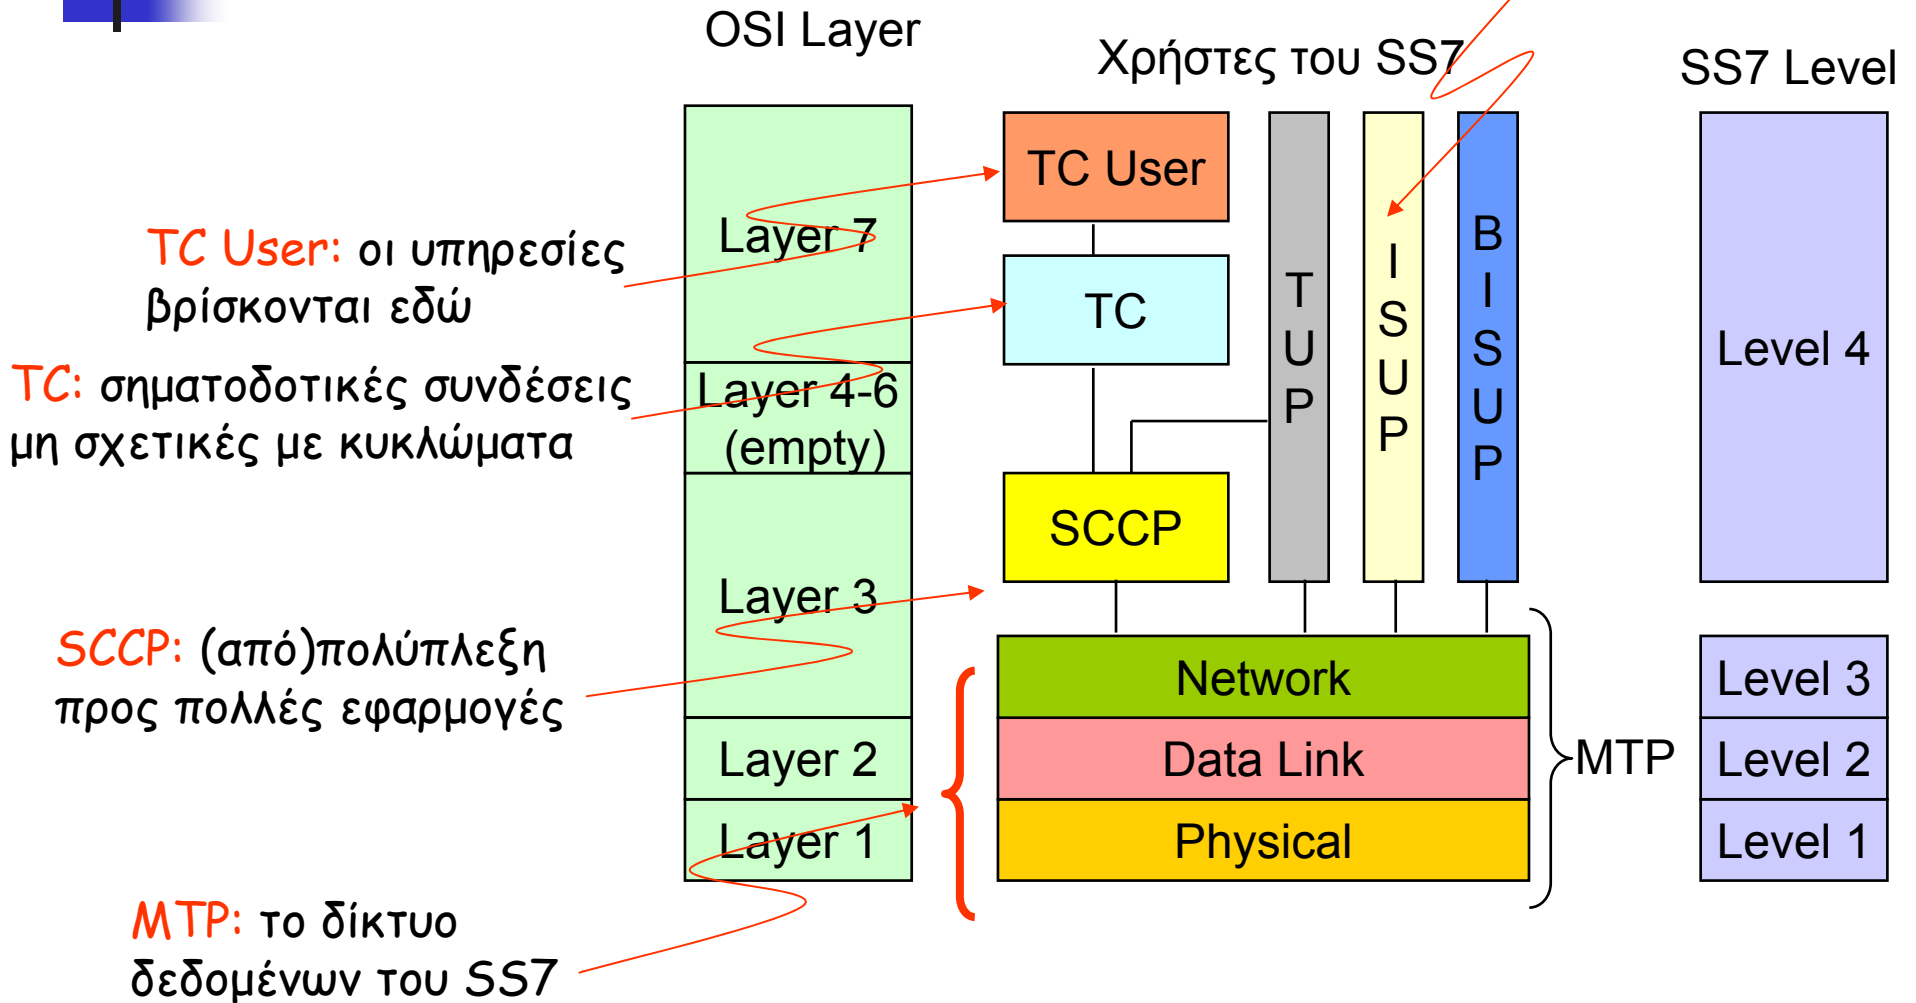 OSI Layer
Χρήστες του SS7
SS7 Level
TC User: οι υπηρεσίες
βρίσκονται εδώ
TC: σηματοδοτικές συνδέσεις
μη σχετικές με κυκλώματα
SCCP: (από)πολύπλεξη
προς πολλές εφαρμογές
MTP: το δίκτυο
δεδομένων του SS7
Layer 7
Layer 4-6
(empty)
Layer 3
Layer 2
Layer 1
TC User
TC
SCCP
TUP
ISUP
BISUP
Network
Data Link
Physical
MTP
Level 4
Level 3
Level 2
Level 1